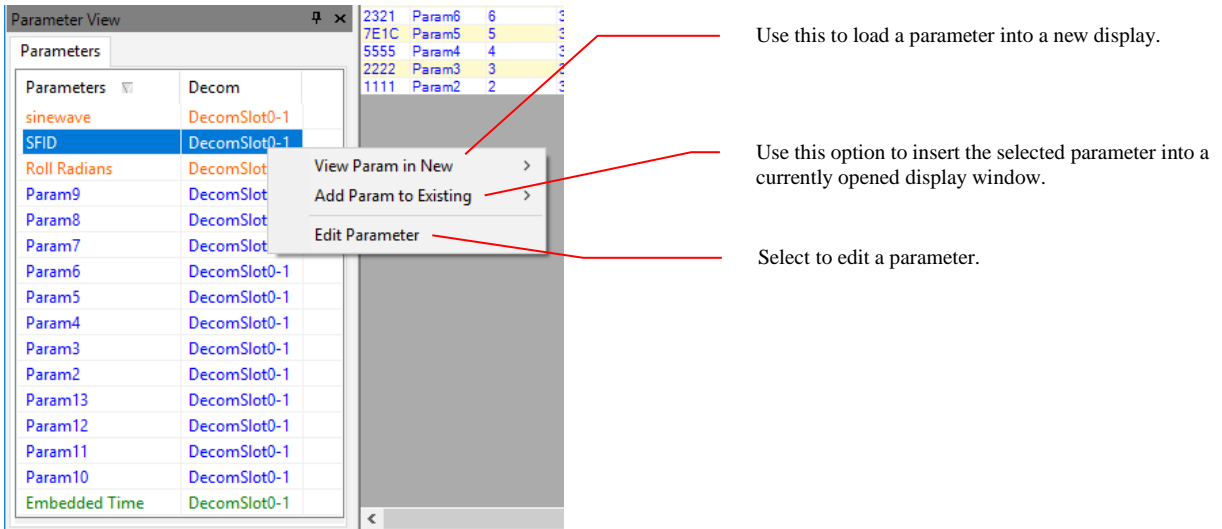 Parameter View
Parameters
Parameters Decom
sinewave DecomSlot0-1
SFID DecomSlot0-1
Roll Radians DecomSlot
Param9 DecomSlot
Param8 DecomSlot
Param7 DecomSlot
Param6 DecomSlot0-1
Param5 DecomSlot0-1
Param4 DecomSlot0-1
Param3 DecomSlot0-1
Param2 DecomSlot0-1
Param13 DecomSlot0-1
Param12 DecomSlot0-1
Param11 DecomSlot0-1
Param10 DecomSlot0-1
Embedded Time DecomSlot0-1
2321 Param6 6 3
7E1C Param5 5 3
5555 Param4 4 3
2222 Param3 3 3
1111 Param2 2 3
View Param in New
Add Param to Existing
Edit Parameter
Use this to load a parameter into a new display.
Use this option to insert the selected parameter into a
currently opened display window.
Select to edit a parameter.